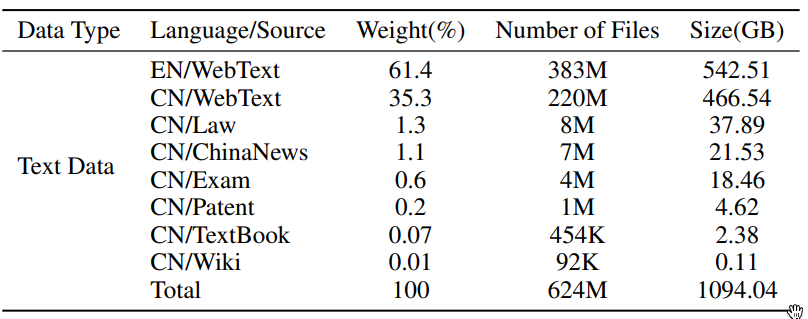 Data Type Language/Source Weight(%) Number of Files Size(GB)
EN/WebText 61.4 383M 542.51
CN/WebText 35.3 220M 466.54
CN/Law 1.3 8M 37.89
CN/ChinaNews 1.1 7M 21.53
Text Data
CN/Exam 0.6 4M 18.46
CN/Patent 0.2 1M 4.62
CN/TextBook 0.07 454K 2.38
CN/Wiki 0.01 92K 0.11
Total 100 624M 1094.04